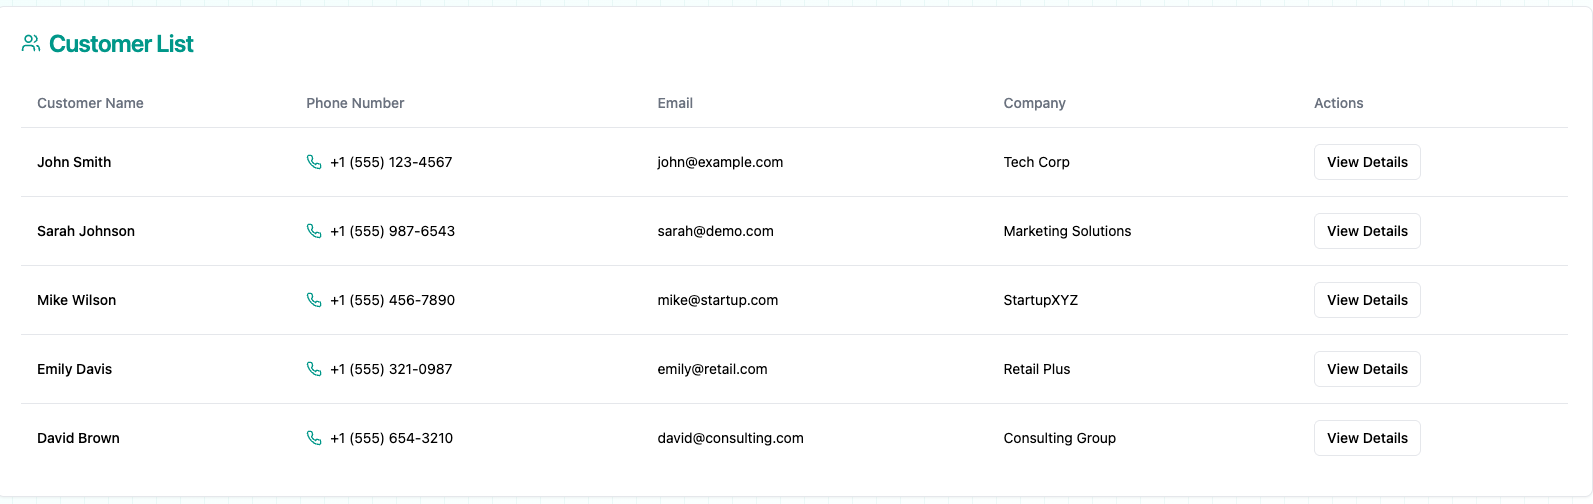 Customer List
Customer Name Phone Number Email Company Actions
John Smith +1 (555) 123-4567 john@example.com Tech Corp View Details
Sarah Johnson +1 (555) 987-6543 sarah@demo.com Marketing Solutions View Details
Mike Wilson +1 (555) 456-7890 mike@startup.com StartupXYZ View Details
Emily Davis +1 (555) 321-0987 emily@retail.com Retail Plus View Details
David Brown +1 (555) 654-3210 david@consulting.com Consulting Group View Details